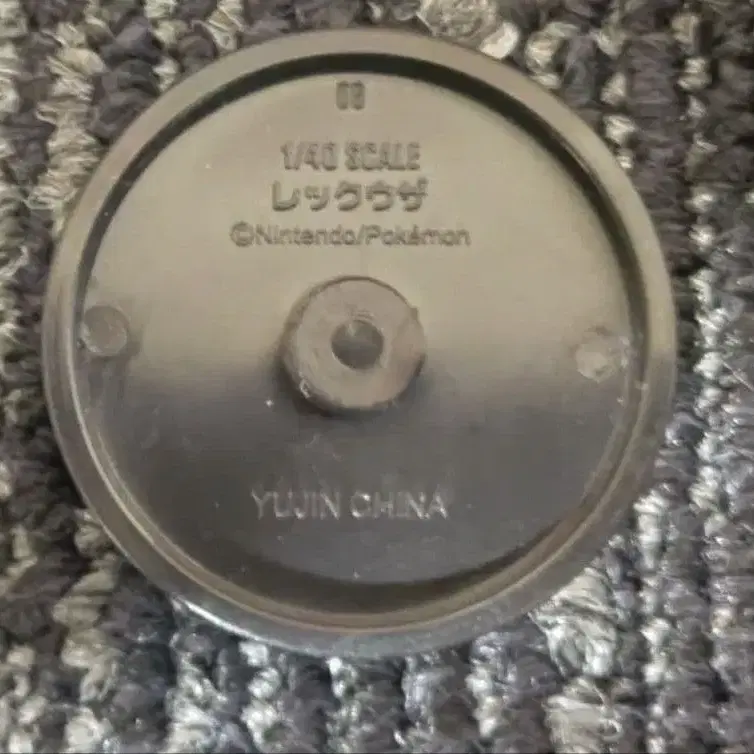 1/40 SCALE
レックウザ
©Nintendo/Pokémon
YUJIN CHINA